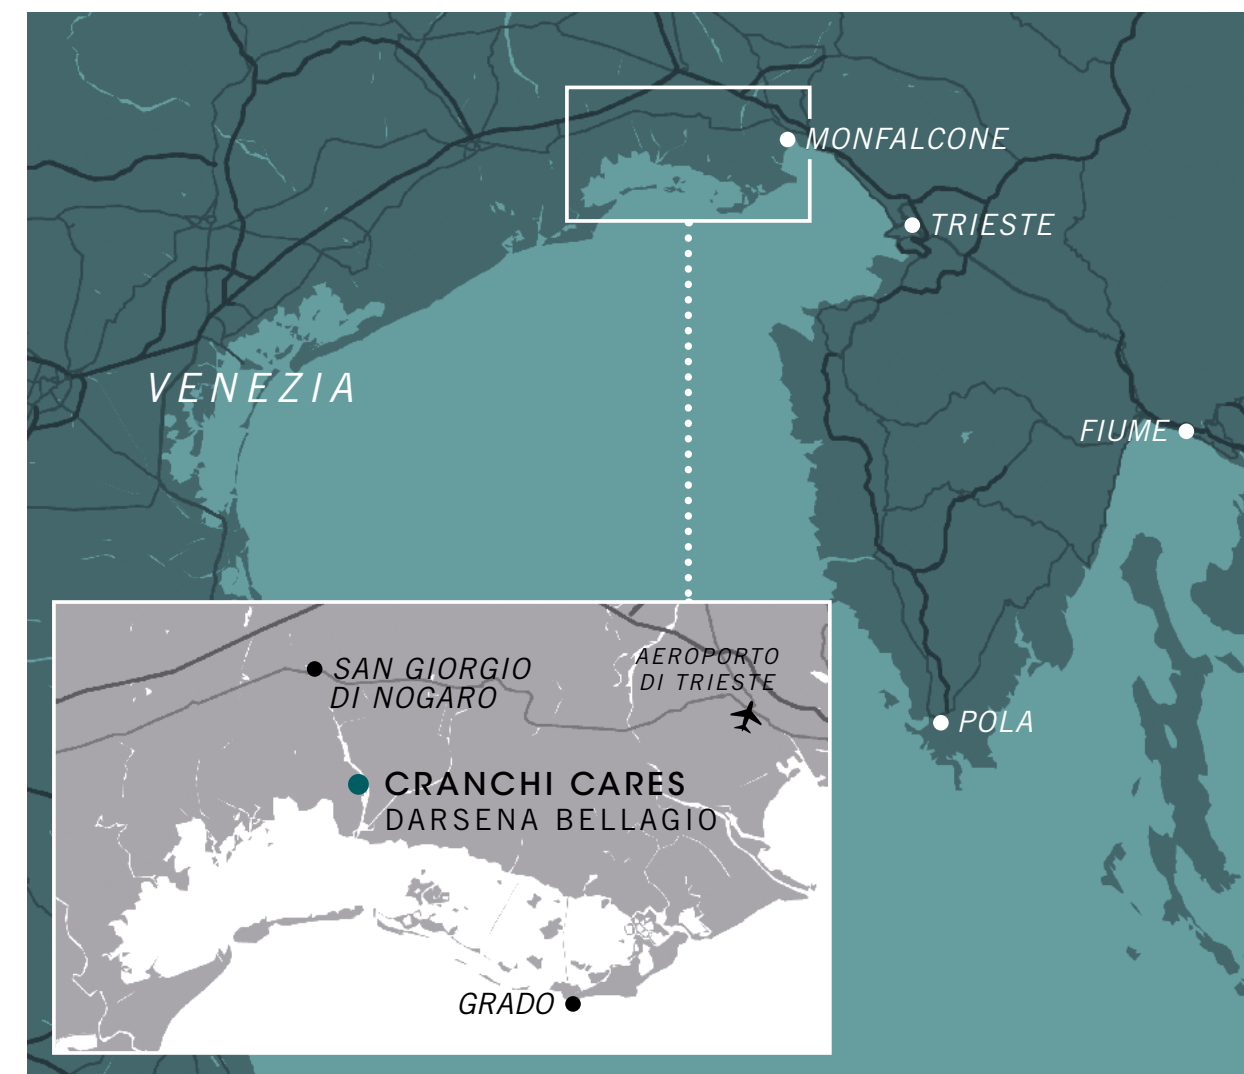 MONFALCONE
TRIESTE
VENEZIA
FIUME
SAN GIORGIO
DI NOGARO
AEROPORTO
DI TRIESTE
POLA
CRANCHI CARES
DARSENA BELLAGIO
GRADO